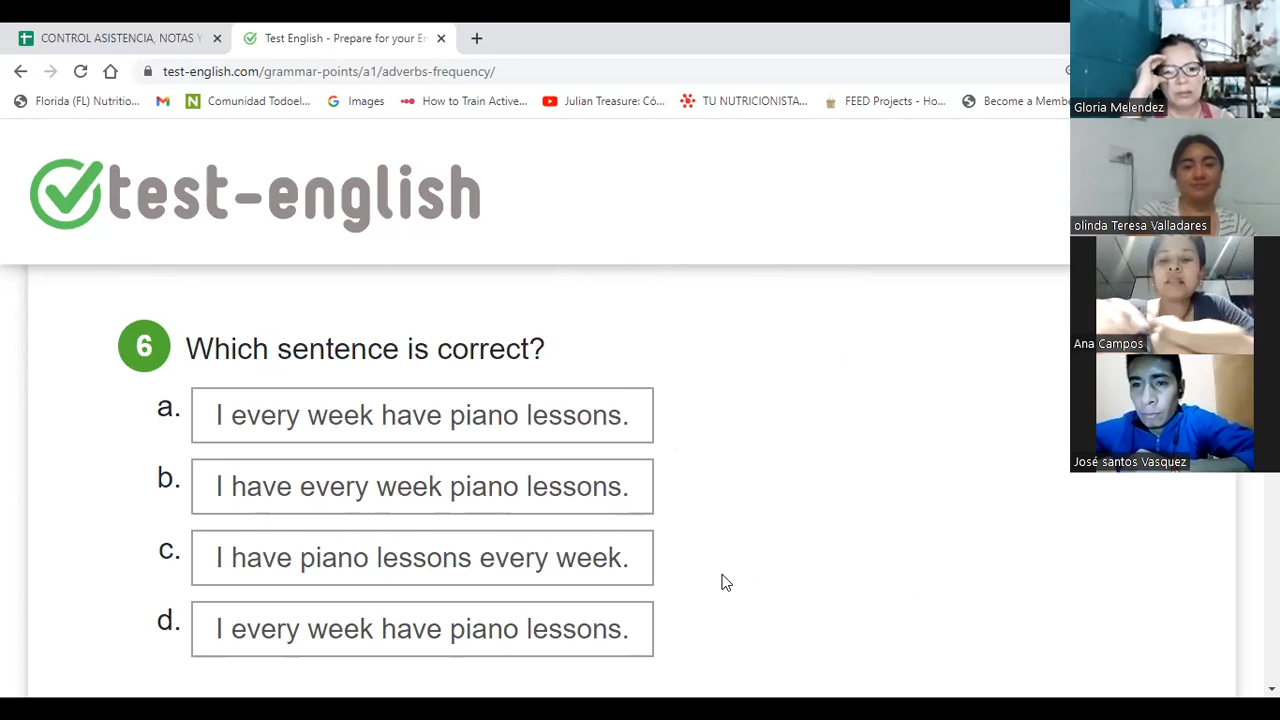 CONTROL ASISTENCIA, NOTAS Y
Test English - Prepare for your En
test-english.com/grammar-points/a1/adverbs-frequency/
Florida (FL) Nutritio...
Comunidad Todoel...
Images
How to Train Active...
Julian Treasure: Có...
TU NUTRICIONISTA...
FEED Projects - Ho...
Become a Membe
test-english
6 Which sentence is correct?
a. I every week have piano lessons.
b. I have every week piano lessons.
c. I have piano lessons every week.
d. I every week have piano lessons.
Gloria Melendez
olinda Teresa Valladares
Ana Campos
José santos Vasquez